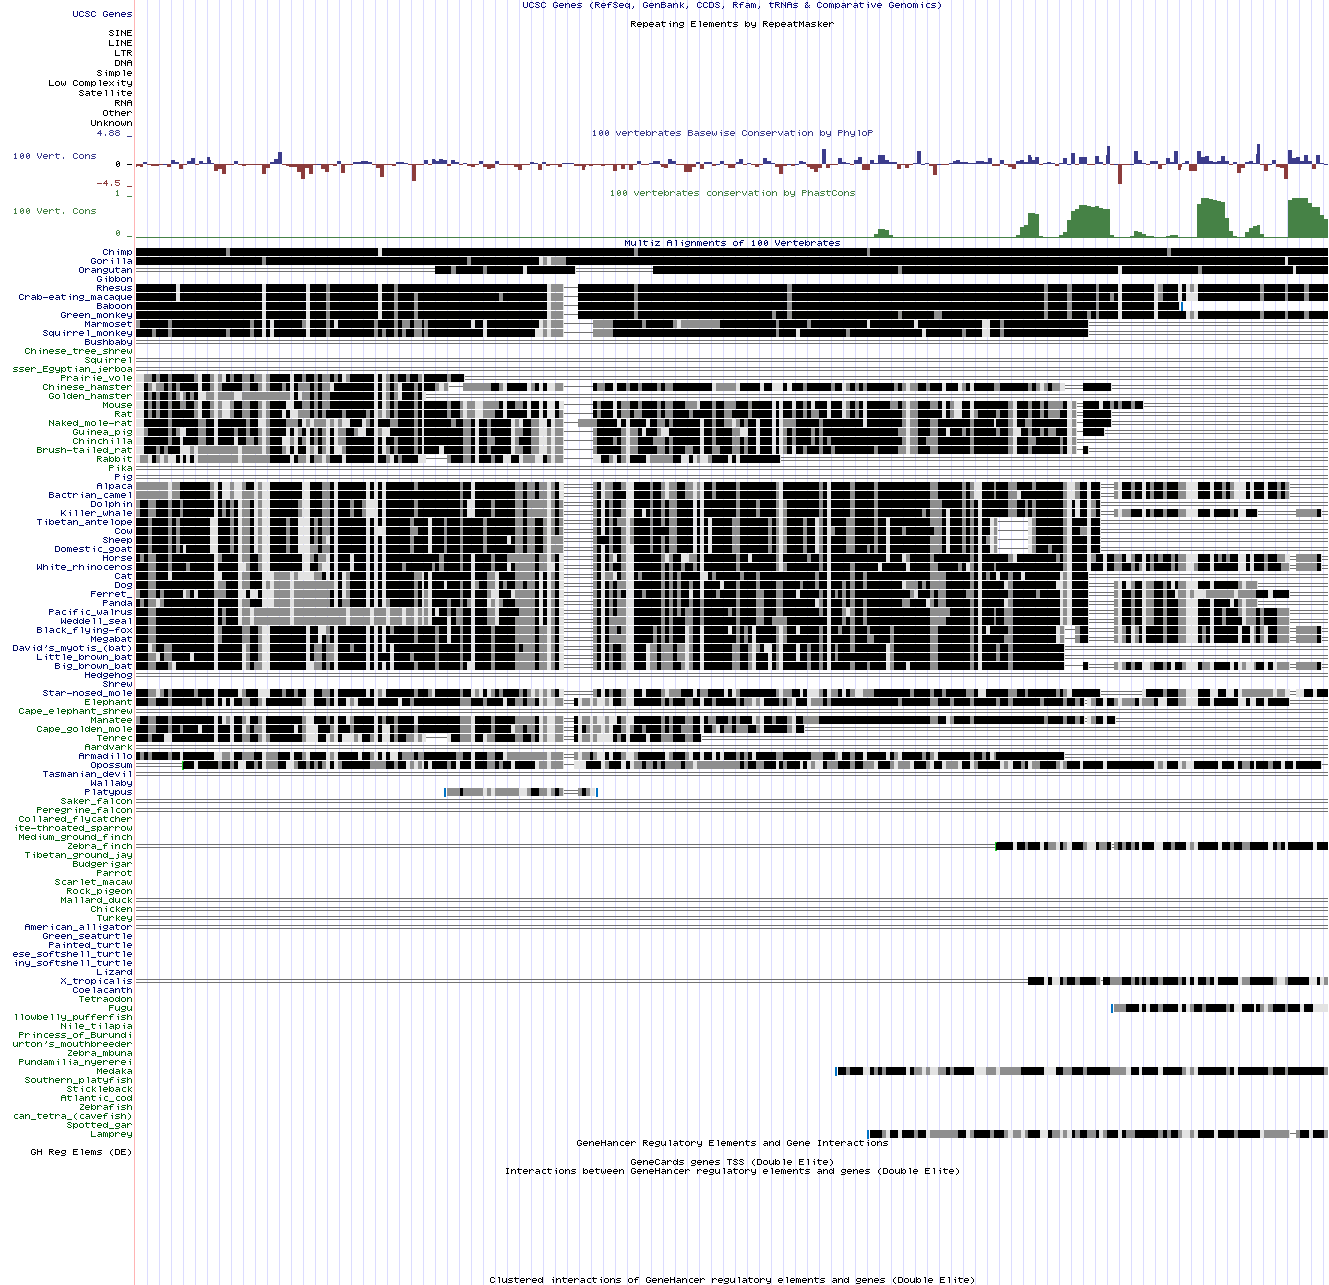 UCSC Genes (RefSeq, GenBank, CCDS, Rfam, tRNAs & Comparative Genomics)
UCSC Genes
Repeating Elements by RepeatMasker
SINE
LINE
LTR
DNA
Simple
Low Complexity
Satellite
RNA
Other
Unknown
4.88 _
100 vertebrates Basewise Conservation by PhyloP
100 Vert. Cons
0 _
-4.5 _
1 _
100 vertebrates conservation by PhastCons
100 Vert. Cons
0 _
Multiz Alignments of 100 Vertebrates
Chimp
Gorilla
Orangutan
Gibbon
Rhesus
Crab-eating_macaque
Baboon
Green_monkey
Marmoset
Squirrel_monkey
Bushbaby
Chinese_tree_shrew
Squirrel
sser_Egyptian_jerboa
Prairie_vole
Chinese_hamster
Golden_hamster
Mouse
Rat
Naked_mole-rat
Guinea_pig
Chinchilla
Brush-tailed_rat
Rabbit
Pika
Pig
Alpaca
Bactrian_camel
Dolphin
Killer_whale
Tibetan_antelope
Cow
Sheep
Domestic_goat
Horse
White_rhinoceros
Cat
Dog
Ferret_
Panda
Pacific_walrus
Weddell_seal
Black_flying-fox
Megabat
David's_myotis_(bat)
Little_brown_bat
Big_brown_bat
Hedgehog
Shrew
Star-nosed_mole
Elephant
Cape_elephant_shrew
Manatee
Cape_golden_mole
Tenrec
Aardvark
Armadillo
Opossum
Tasmanian_devil
Wallaby
Platypus
Saker_falcon
Peregrine_falcon
Collared_flycatcher
ite-throated_sparrow
Medium_ground_finch
Zebra_finch
Tibetan_ground_jay
Budgerigar
Parrot
Scarlet_macaw
Rock_pigeon
Mallard_duck
Chicken
Turkey
American_alligator
Green_seaturtle
Painted_turtle
ese_softshell_turtle
iny_softshell_turtle
Lizard
X_tropicalis
Coelacanth
Tetraodon
Fugu
llowbelly_pufferfish
Nile_tilapia
Princess_of_Burundi
urton's_mouthbreeder
Zebra_mbuna
Pundamilia_nyererei
Medaka
Southern_platyfish
Stickleback
Atlantic_cod
Zebrafish
can_tetra_(cavefish)
Spotted_gar
Lamprey
GeneHancer Regulatory Elements and Gene Interactions
GH Reg Elems (DE)
GeneCards genes TSS (Double Elite)
Interactions between GeneHancer regulatory elements and genes (Double Elite)
Clustered interactions of GeneHancer regulatory elements and genes (Double Elite)